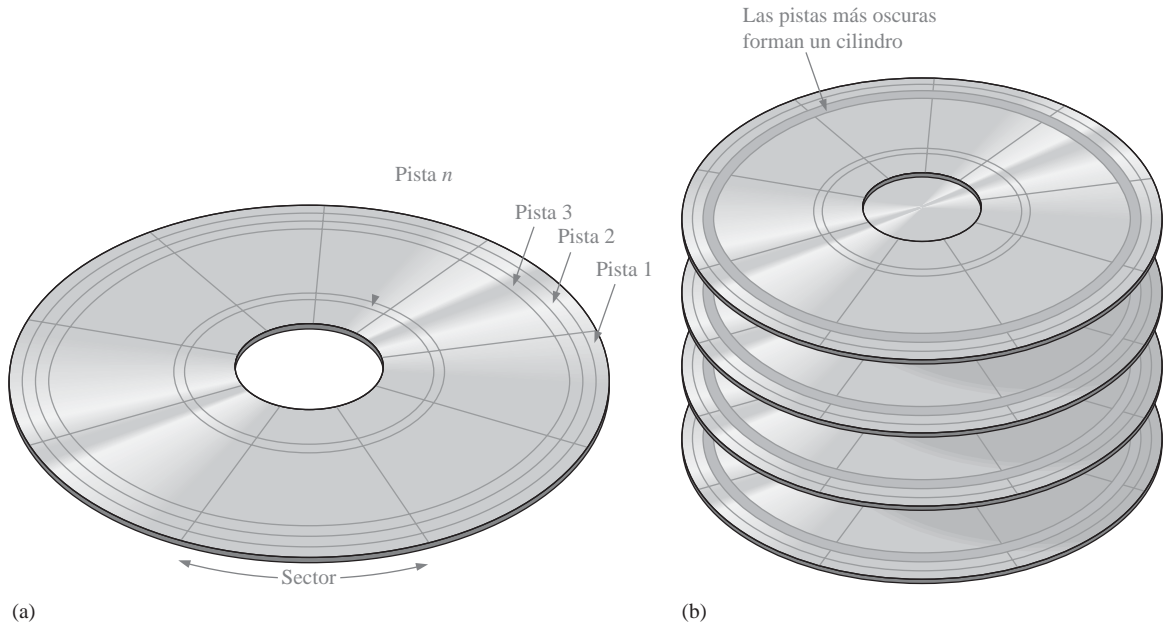 Pista n
Pista 3
Pista 2
Pista 1
Sector
(a)
Las pistas más oscuras
forman un cilindro
(b)